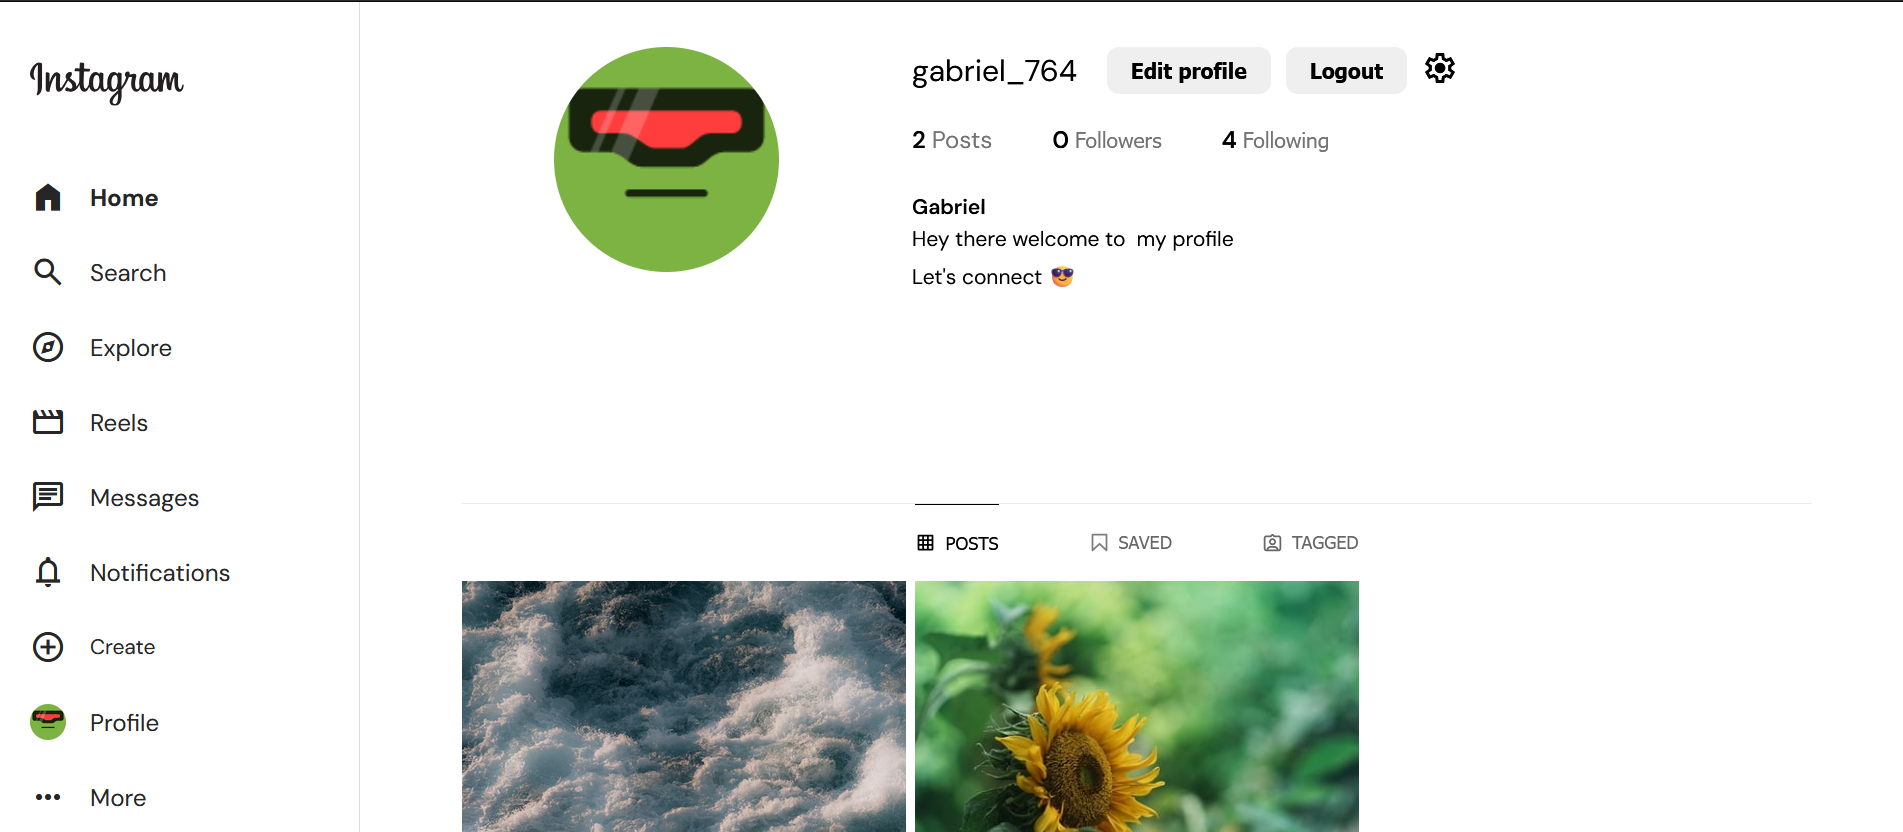 Instagram
Home
Search
Explore
Reels
Messages
Notifications
Create
Profile
More
gabriel_764 Edit profile Logout
2 Posts 0 Followers 4 Following
Gabriel
Hey there welcome to  my profile
Let's connect 😎
POSTS SAVED TAGGED